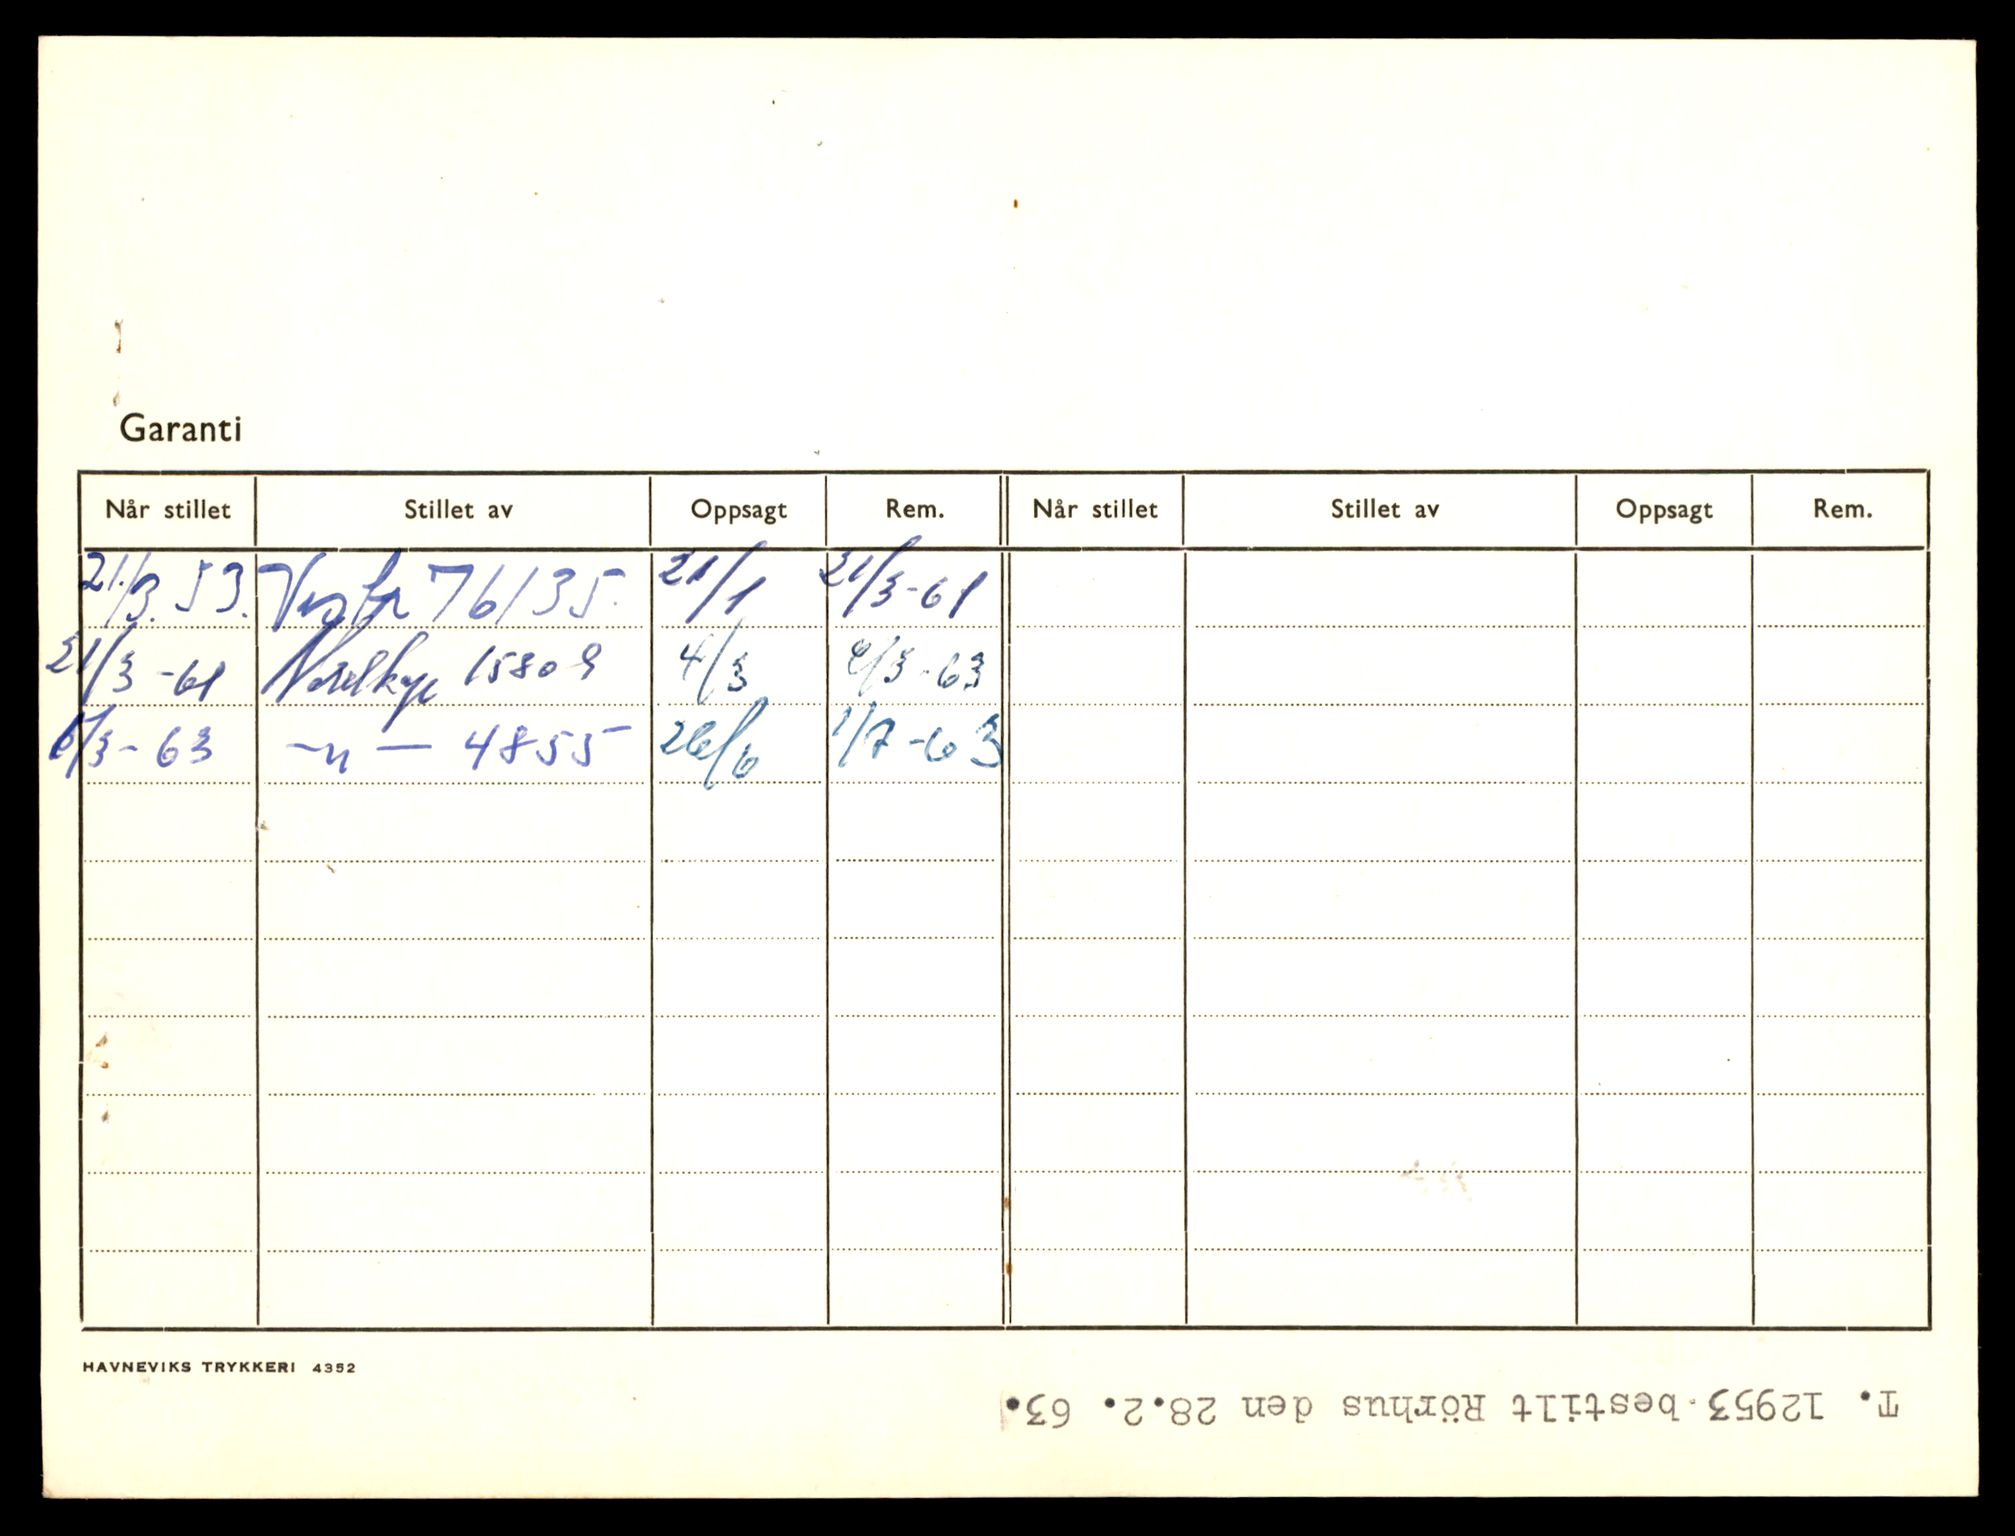 Garanti
Når stillet Stillet av Oppsagt Rem. Når stillet Stillet av Oppsagt Rem.
21/3. 53. 76135. 21/1 21/3-61
21/3-61 Nordkap 15809 4/3 /3-63
6/3-63 -"- 4855 26/6 1/7-63
HAVNEVIKS TRYKKERI 4352
T. 12953 bestilt Rörhus den 28.2. 63.